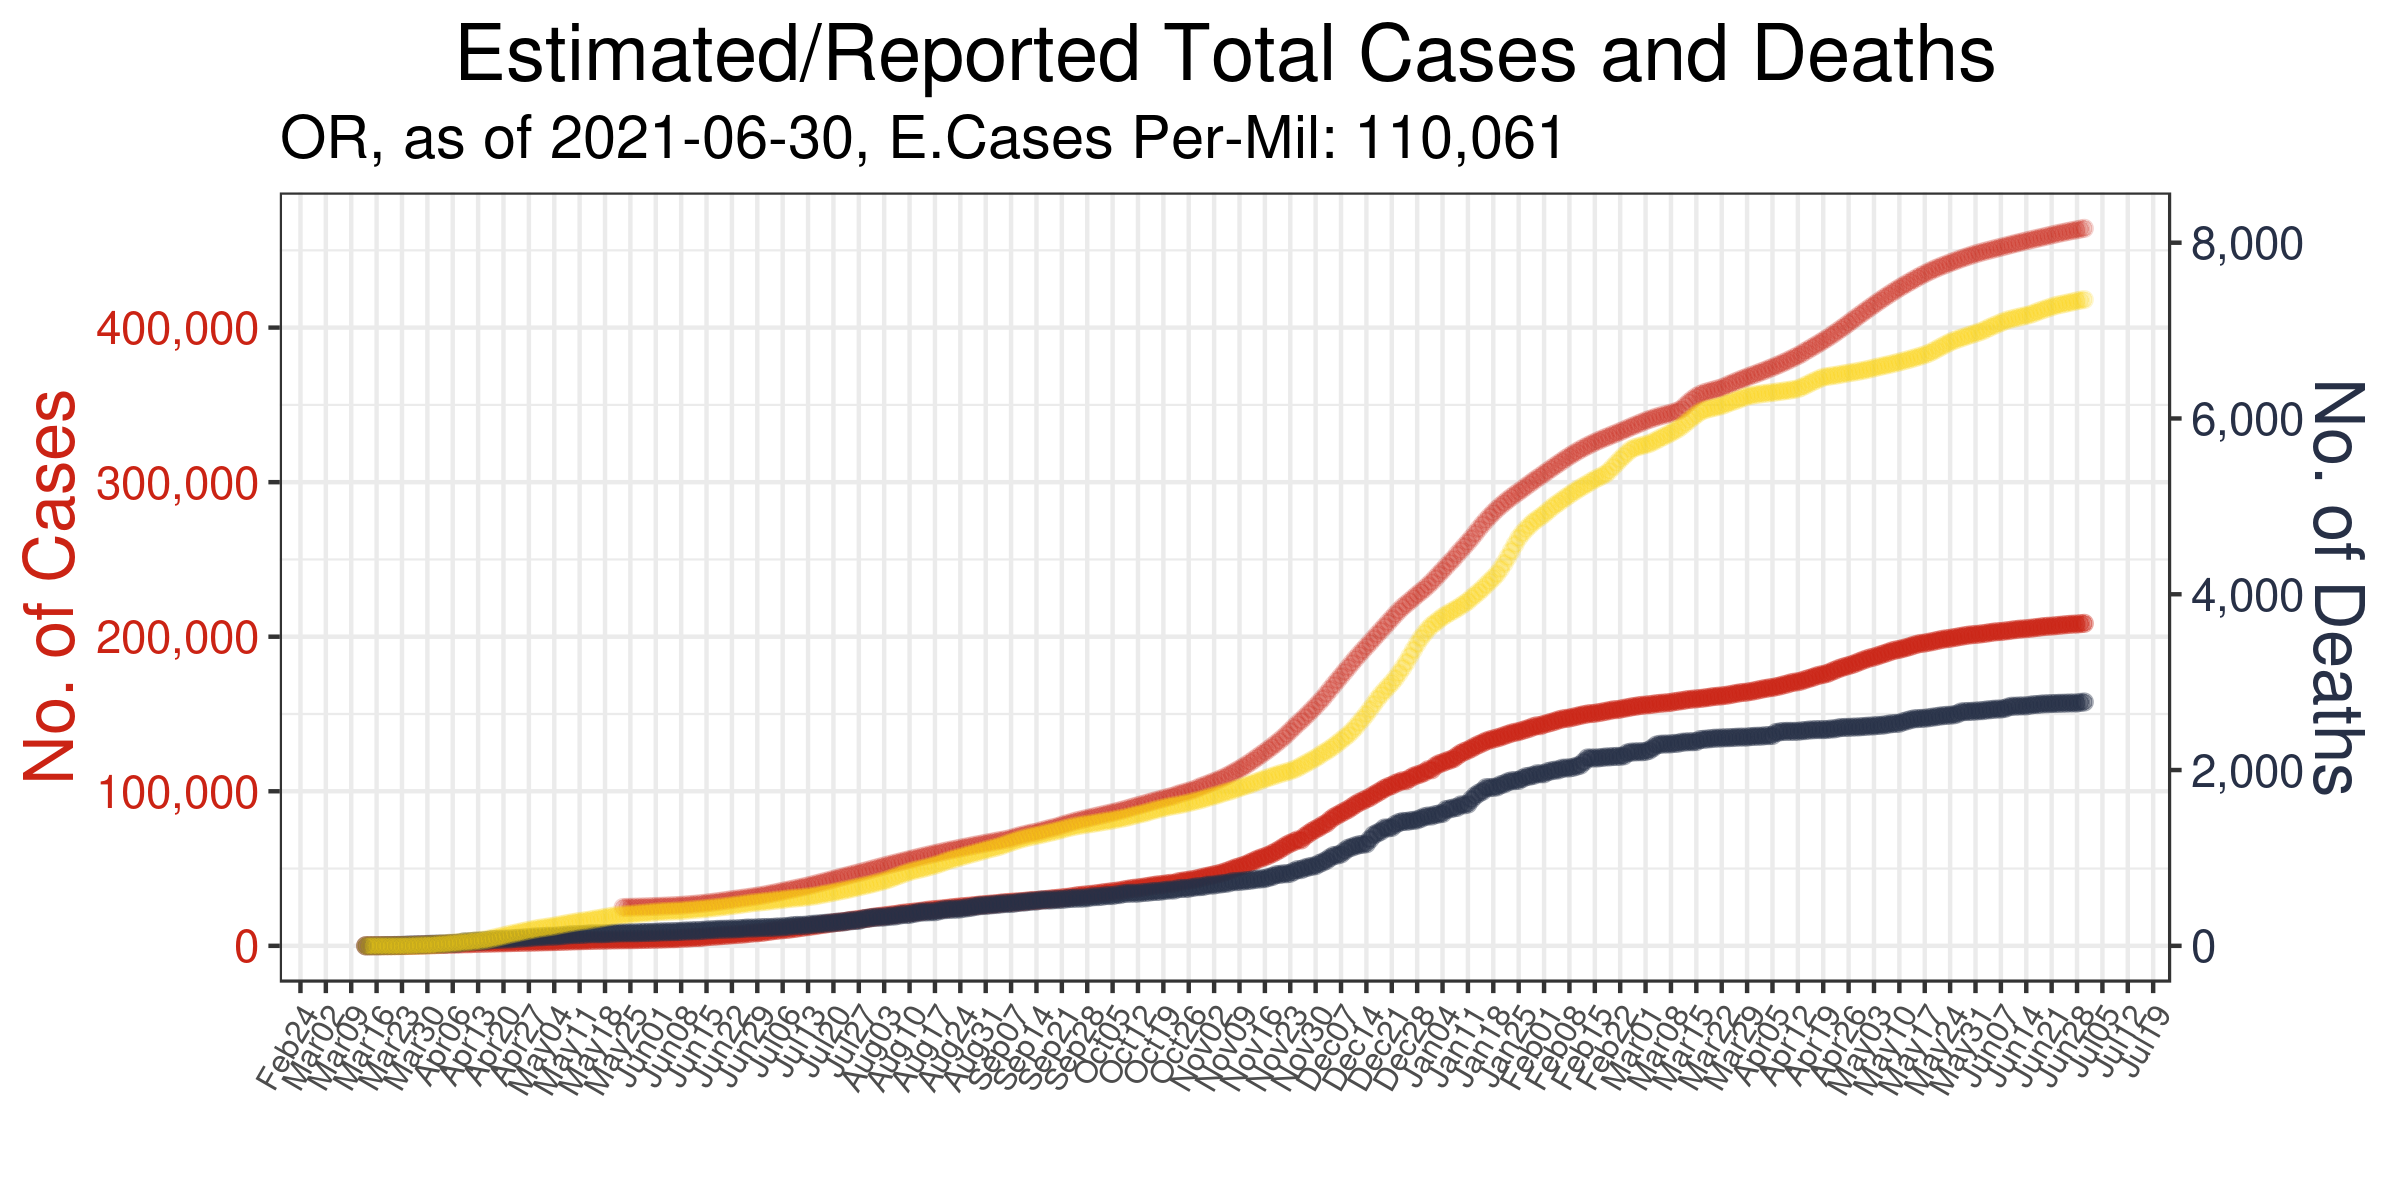 Estimated/Reported Total Cases and Deaths
OR, as of 2021-06-30, E.Cases Per-Mil: 110,061
No. of Cases
400,000
300,000
200,000
100,000
0
8,000
6,000
4,000
2,000
0
No. of Deaths
Feb24
Mar02
Mar09
Mar16
Mar23
Mar30
Apr06
Apr13
Apr20
Apr27
May04
May11
May18
May25
Jun01
Jun08
Jun15
Jun22
Jun29
Jul06
Jul13
Jul20
Jul27
Aug03
Aug10
Aug17
Aug24
Aug31
Sep07
Sep14
Sep21
Sep28
Oct05
Oct12
Oct19
Oct26
Nov02
Nov09
Nov16
Nov23
Nov30
Dec07
Dec14
Dec21
Dec28
Jan04
Jan11
Jan18
Jan25
Feb01
Feb08
Feb15
Feb22
Mar01
Mar08
Mar15
Mar22
Mar29
Apr05
Apr12
Apr19
Apr26
May03
May10
May17
May24
May31
Jun07
Jun14
Jun21
Jun28
Jul05
Jul12
Jul19